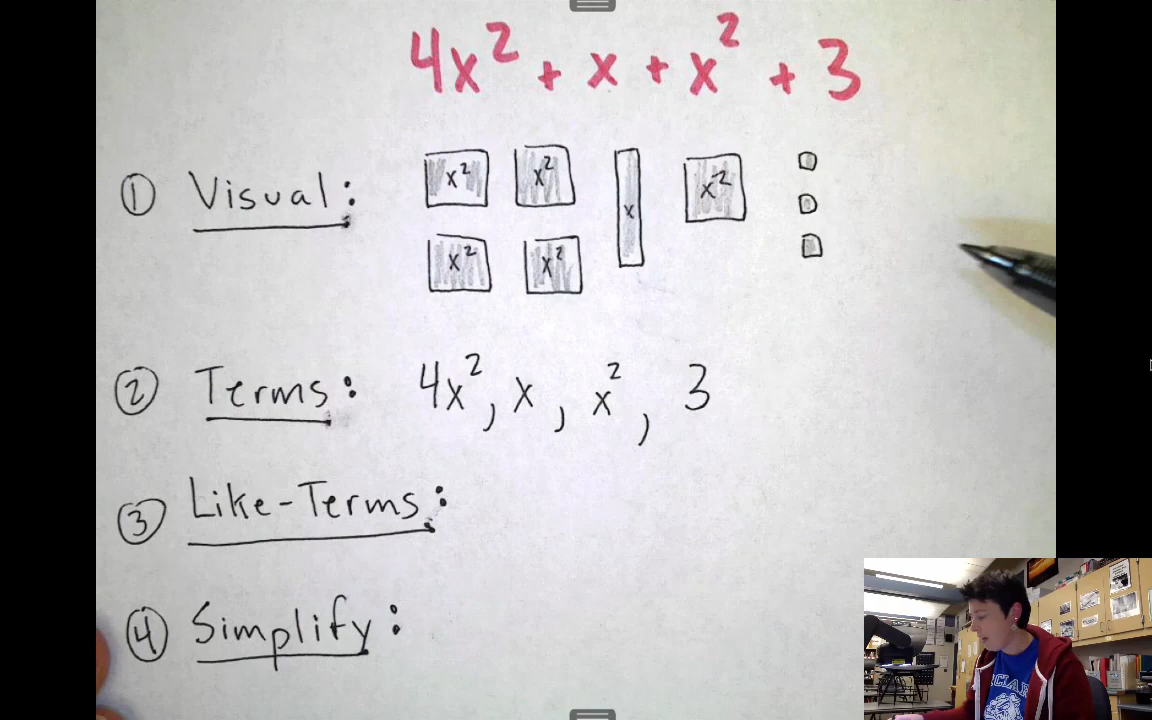 4x² + x + x² + 3
① Visual: x² x² x x²
x² x²
② Terms: 4x², x, x², 3
③ Like-Terms:
④ Simplify: